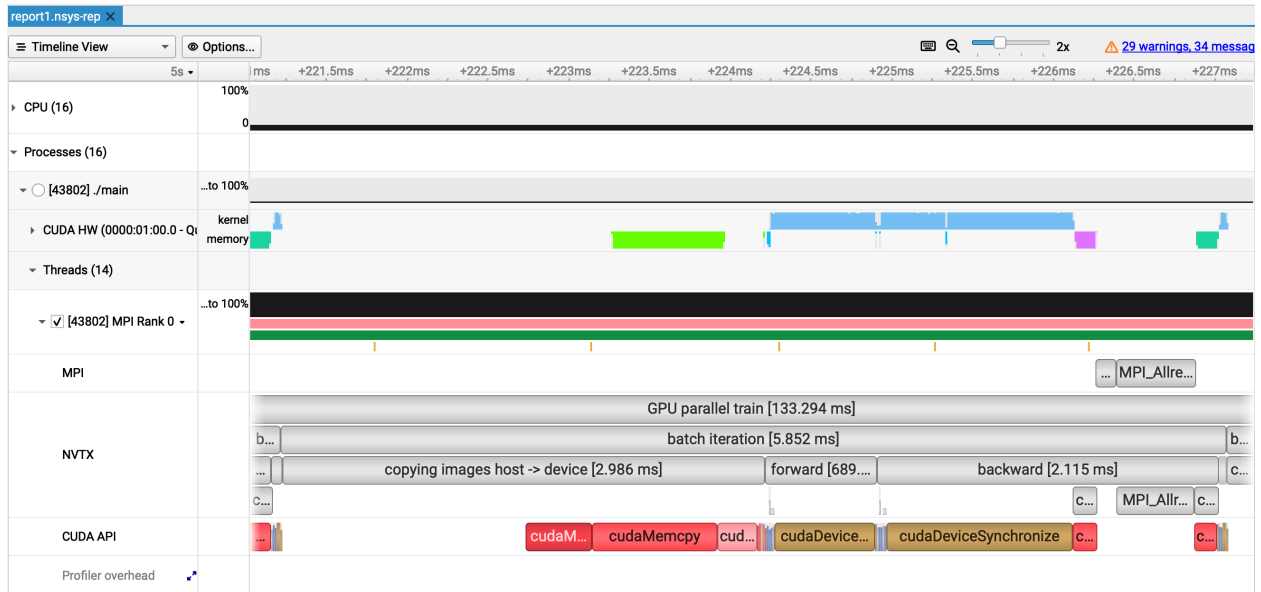 report1.nsys-rep
Timeline View Options... 2x 29 warnings, 34 messag
5s ms +221.5ms +222ms +222.5ms +223ms +223.5ms +224ms +224.5ms +225ms +225.5ms +226ms +226.5ms +227ms
CPU (16) 100%
0
Processes (16)
[43802] ./main ...to 100%
CUDA HW (0000:01:00.0 - Qu kernel
memory
Threads (14)
[43802] MPI Rank 0 ...to 100%
MPI ... MPI_Allre...
GPU parallel train [133.294 ms]
b... batch iteration [5.852 ms] b...
NVTX
... copying images host -> device [2.986 ms] forward [689.... backward [2.115 ms] c...
c... c... MPI_Allr... c...
CUDA API ... cudaM... cudaMemcpy cud... cudaDevice... cudaDeviceSynchronize c... c...
Profiler overhead